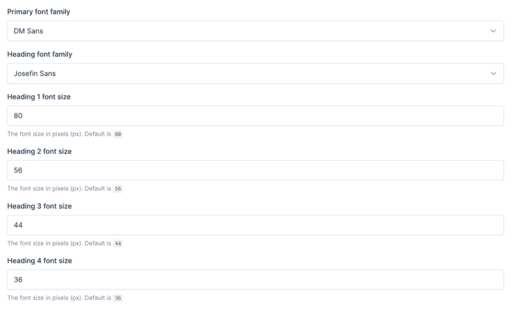 Primary font family
DM Sans
Heading font family
Josefin Sans
Heading 1 font size
80
The font size in pixels (px). Default is 80
Heading 2 font size
56
The font size in pixels (px). Default is 56
Heading 3 font size
44
The font size in pixels (px). Default is 44
Heading 4 font size
36
The font size in pixels (px). Default is 36